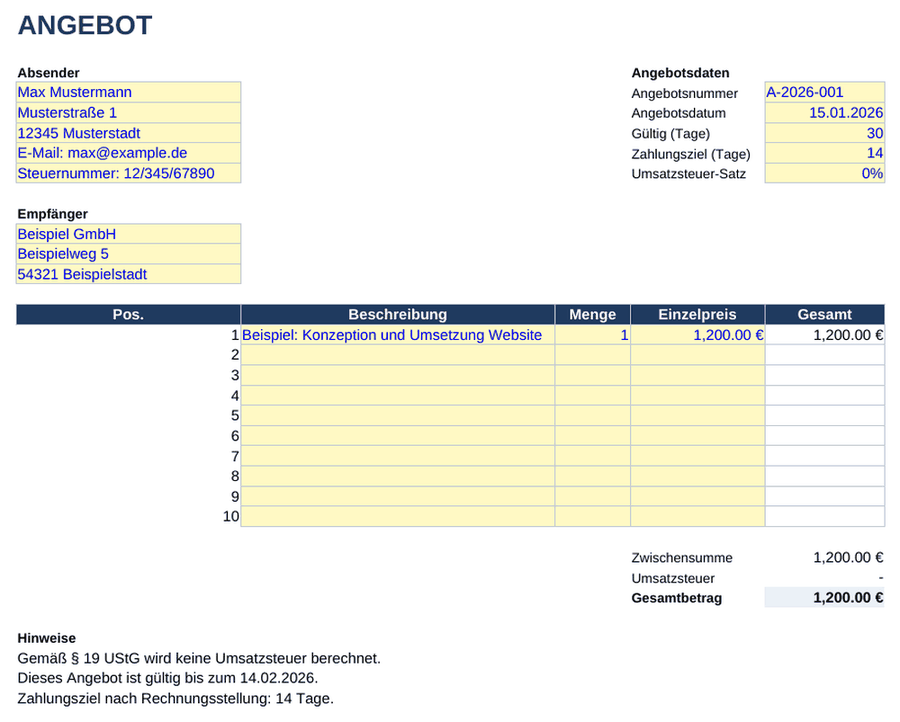 ANGEBOT
Absender
Max Mustermann
Musterstraße 1
12345 Musterstadt
E-Mail: max@example.de
Steuernummer: 12/345/67890
Angebotsdaten
Angebotsnummer A-2026-001
Angebotsdatum 15.01.2026
Gültig (Tage) 30
Zahlungsziel (Tage) 14
Umsatzsteuer-Satz 0%
Empfänger
Beispiel GmbH
Beispielweg 5
54321 Beispielstadt
Pos. Beschreibung Menge Einzelpreis Gesamt
1 Beispiel: Konzeption und Umsetzung Website 1 1,200.00 € 1,200.00 €
2
3
4
5
6
7
8
9
10
Zwischensumme 1,200.00 €
Umsatzsteuer -
Gesamtbetrag 1,200.00 €
Hinweise
Gemäß § 19 UStG wird keine Umsatzsteuer berechnet.
Dieses Angebot ist gültig bis zum 14.02.2026.
Zahlungsziel nach Rechnungsstellung: 14 Tage.